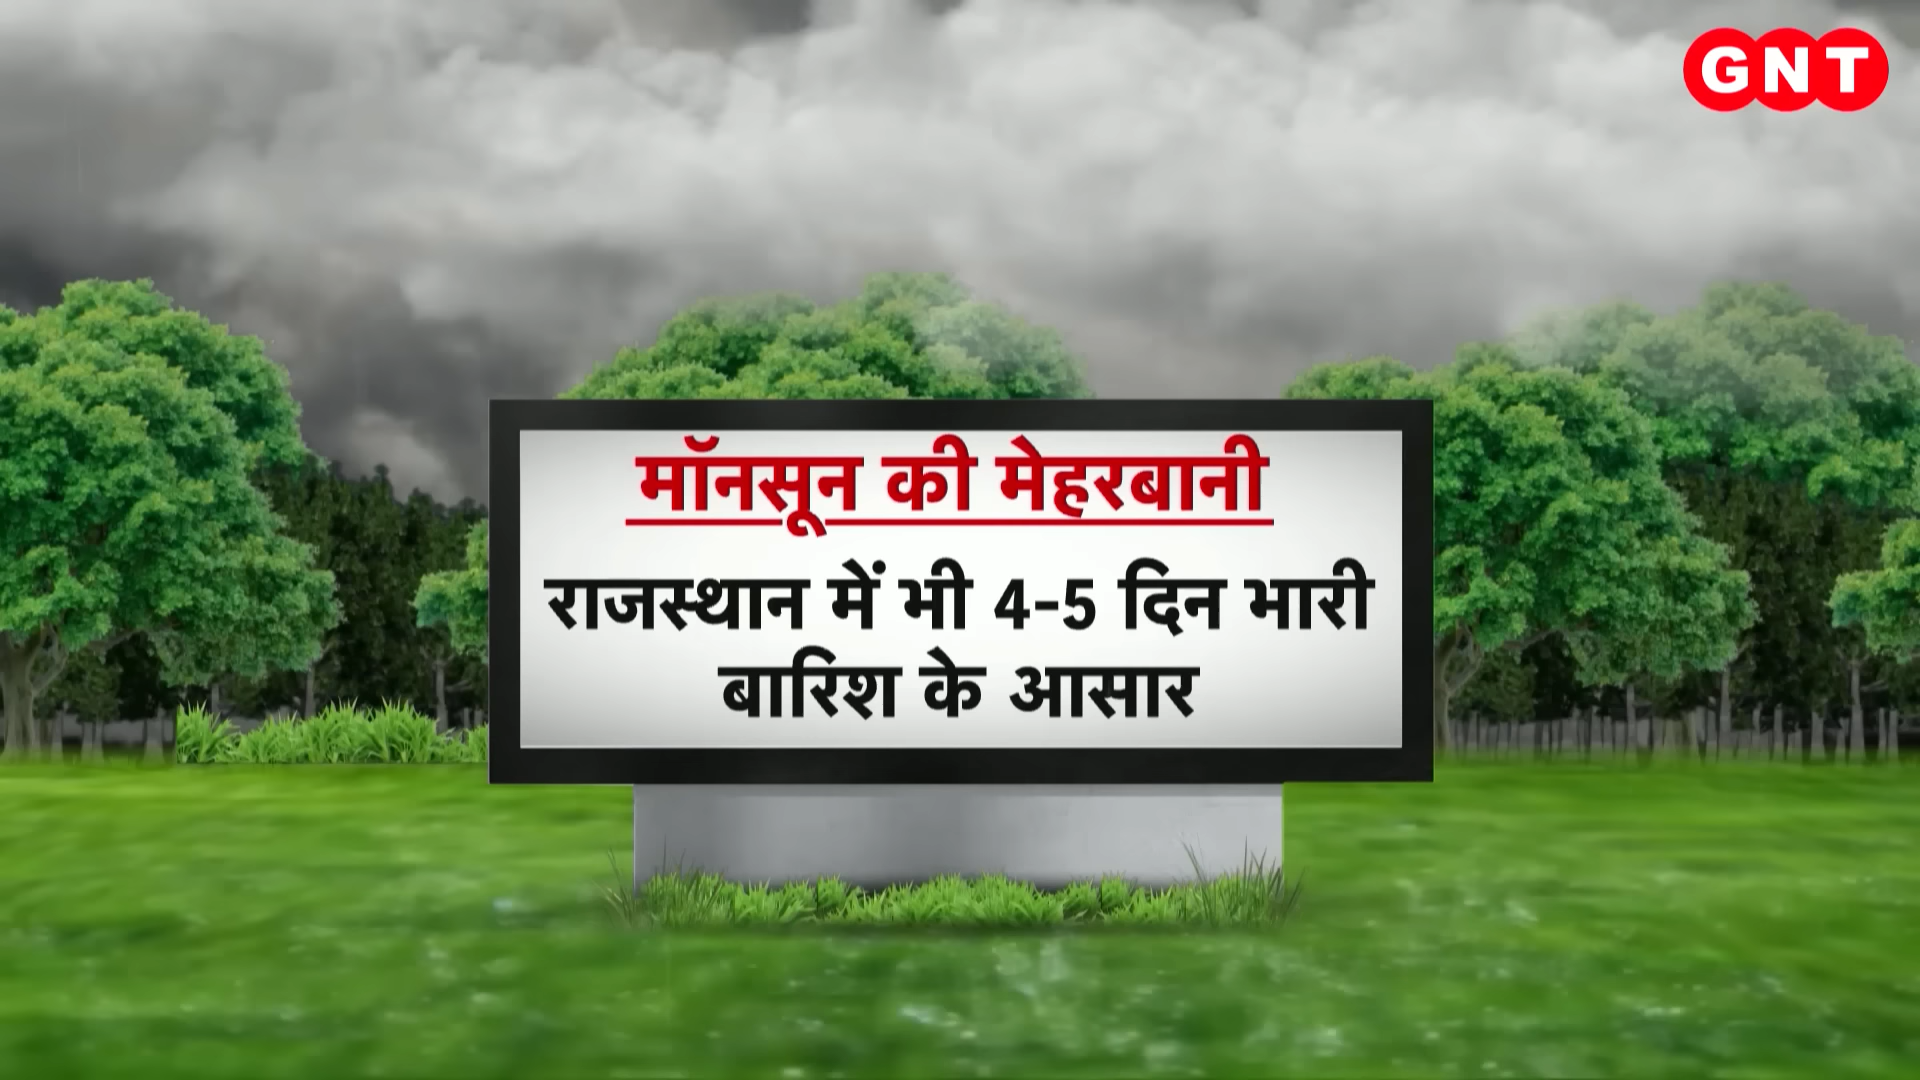 GNT
मॉनसून की मेहरबानी
राजस्थान में भी 4-5 दिन भारी
बारिश के आसार